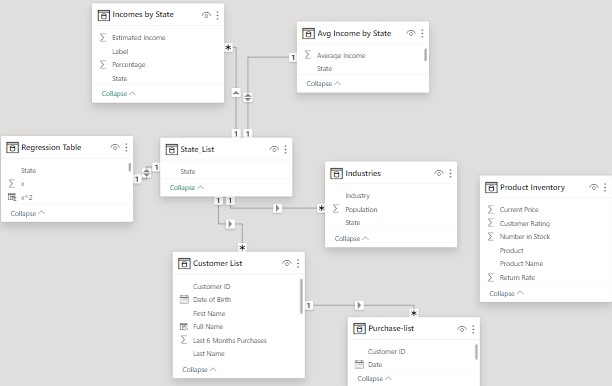 Incomes by State
Estimated Income
Label
Percentage
State
Collapse
Avg Income by State
Average Income
State
Collapse
*
1
1
1
Regression Table
State
x
x^2
Collapse
1
1
State_List
State
Collapse
1
1
*
*
Industries
Industry
Population
State
Collapse
Product Inventory
Current Price
Customer Rating
Number in Stock
Product
Product Name
Return Rate
Collapse
Customer List
Customer ID
Date of Birth
First Name
Full Name
Last 6 Months Purchases
Last Name
Collapse
1
*
Purchase-list
Customer ID
Date
Collapse